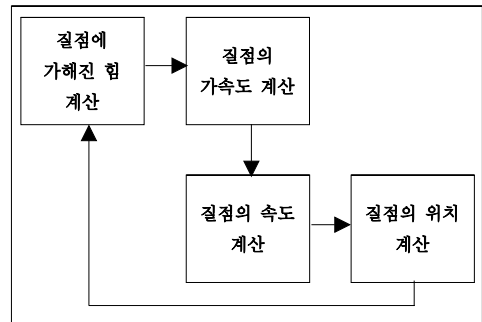 질점에
가해진 힘
계산
질점의
가속도 계산
질점의 속도
계산
질점의 위치
계산